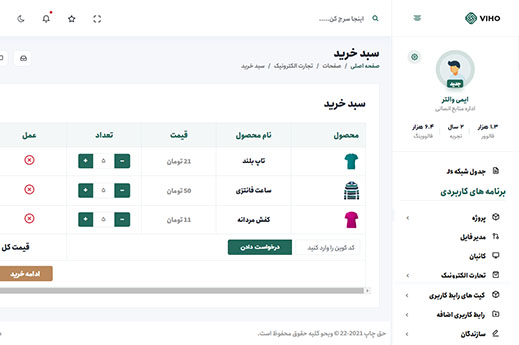 VIHO
اینجا سرچ کن.....
جدید
ایمی والتر
اداره منابع انسانی
۱.۳ هزار ۲ سال ۶.۴ هزار
فالوور تجربه فالووینگ
جدول شبکه Js
برنامه های کاربردی
پروژه
مدیر فایل
کانبان
تجارت الکترونیک
کیت های رابط کاربری
رابط کاربری اضافه
سازندگان
سبد خرید
صفحه اصلی / صفحات / تجارت الکترونیک / سبد خرید
سبد خرید
محصول نام محصول قیمت تعداد عمل
تاپ بلند 21 تومان - ۵ +
ساعت فانتزی 50 تومان - ۵ +
کفش مردانه 11 تومان - ۵ +
کد کوپن را وارد کنید درخواست دادن قیمت کل
ادامه خرید
حق چاپ 2021-22 © ویحو کلیه حقوق محفوظ است.